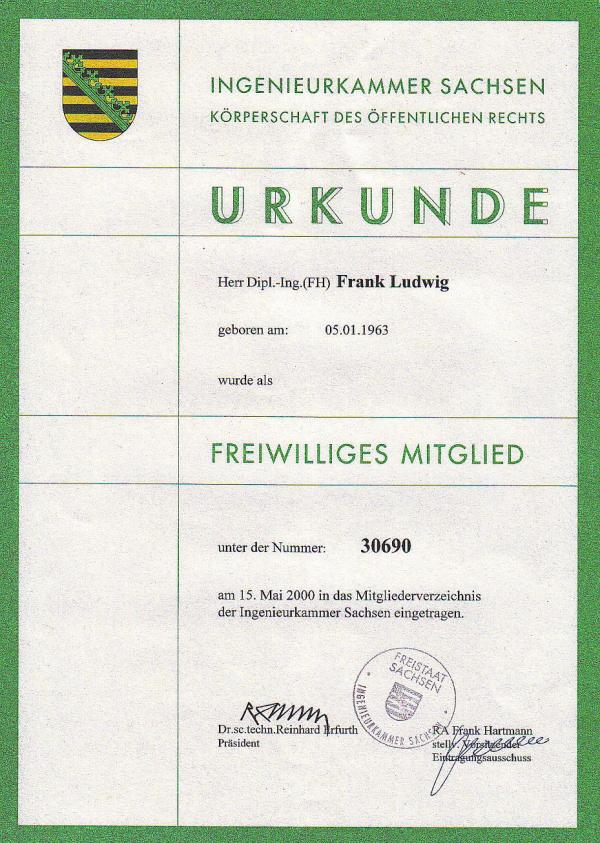 INGENIEURKAMMER SACHSEN
KÖRPERSCHAFT DES ÖFFENTLICHEN RECHTS
URKUNDE
Herr Dipl.-Ing.(FH) Frank Ludwig
geboren am: 05.01.1963
wurde als
FREIWILLIGES MITGLIED
unter der Nummer: 30690
am 15. Mai 2000 in das Mitgliederverzeichnis
der Ingenieurkammer Sachsen eingetragen.
FREISTAAT
SACHSEN
INGENIEURKAMMER SACHSEN
Dr.sc.techn.Reinhard Erfurth
Präsident
RA Frank Hartmann
stellv. Vorsitzender
Eintragungsausschuss